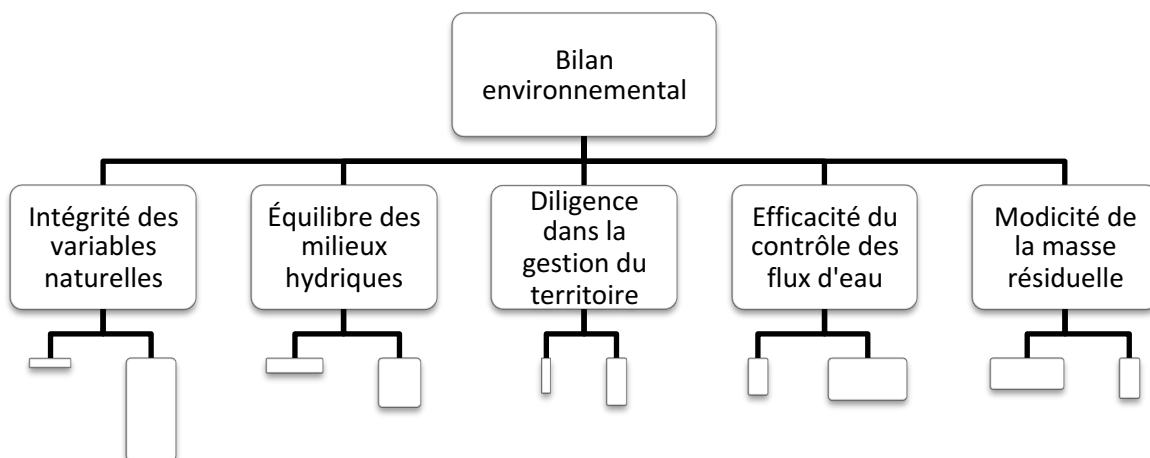 Bilan
environnemental
Intégrité des
variables
naturelles
Équilibre des
milieux
hydriques
Diligence
dans la
gestion du
territoire
Efficacité du
contrôle des
flux d'eau
Modicité de
la masse
résiduelle